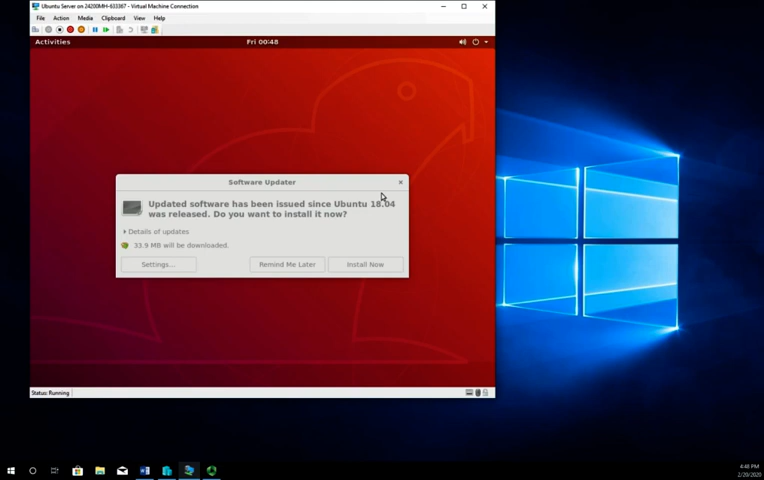 Ubuntu Server on 24200MH-633367 - Virtual Machine Connection
File Action Media Clipboard View Help
Activities
Fri 00:48
Software Updater
Updated software has been issued since Ubuntu 18.04
was released. Do you want to install it now?
Details of updates
33.9 MB will be downloaded.
Settings...
Remind Me Later
Install Now
Status: Running
4:48 PM
2/20/2020